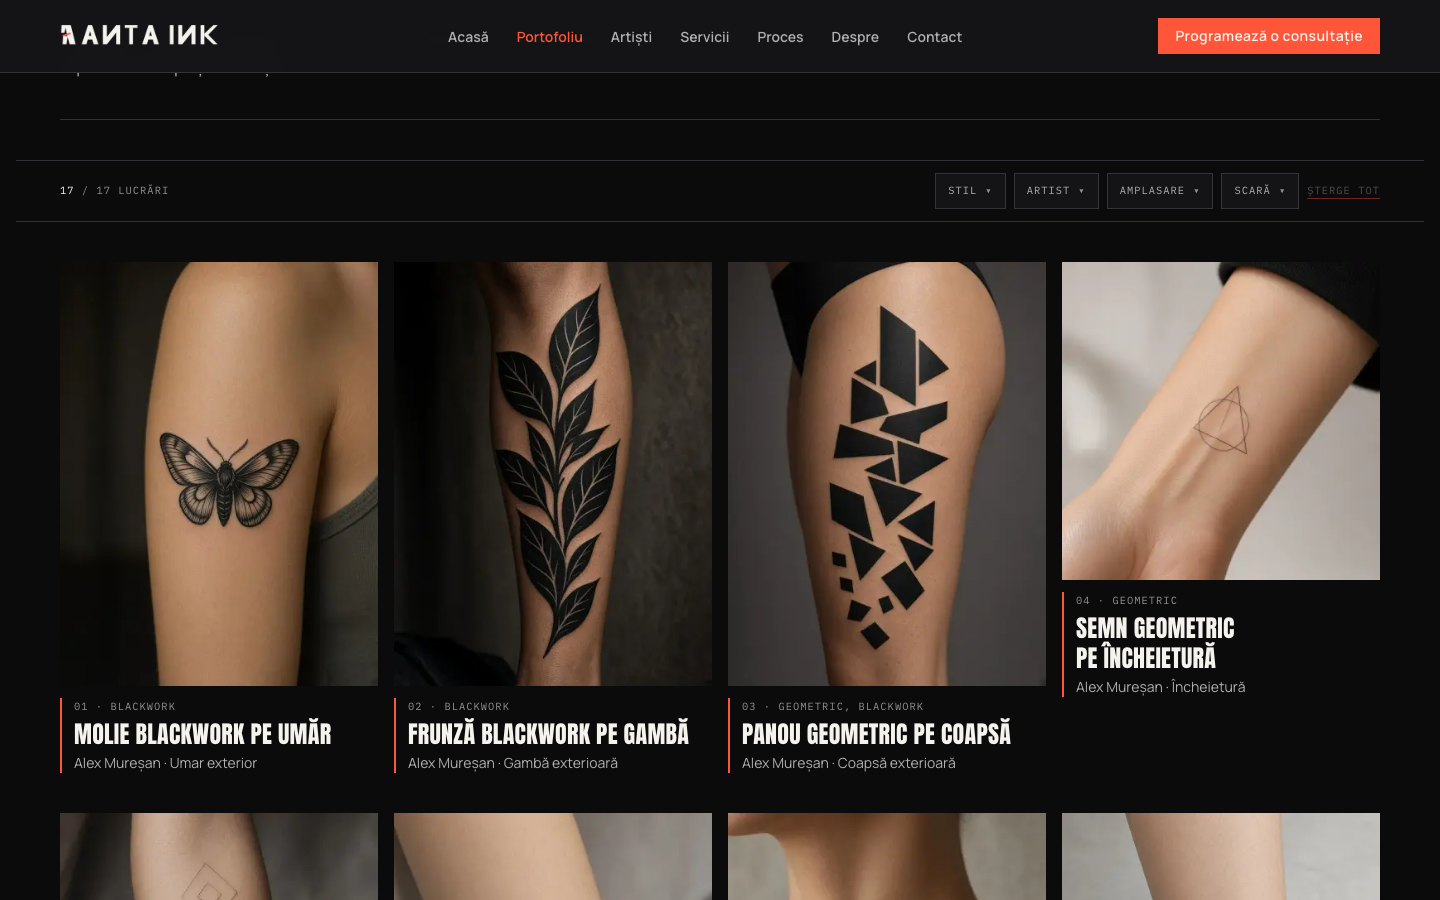 ANTA INK
Acasă
Portofoliu
Artiști
Servicii
Proces
Despre
Contact
Programează o consultație
17 / 17 LUCRĂRI
STIL ▾
ARTIST ▾
AMPLASARE ▾
SCARĂ ▾
ȘTERGE TOT
01 · BLACKWORK
MOLIE BLACKWORK PE UMĂR
Alex Mureșan · Umar exterior
02 · BLACKWORK
FRUNZĂ BLACKWORK PE GAMBĂ
Alex Mureșan · Gambă exterioară
03 · GEOMETRIC, BLACKWORK
PANOU GEOMETRIC PE COAPSĂ
Alex Mureșan · Coapsă exterioară
04 · GEOMETRIC
SEMN GEOMETRIC
PE ÎNCHEIETURĂ
Alex Mureșan · Încheietură